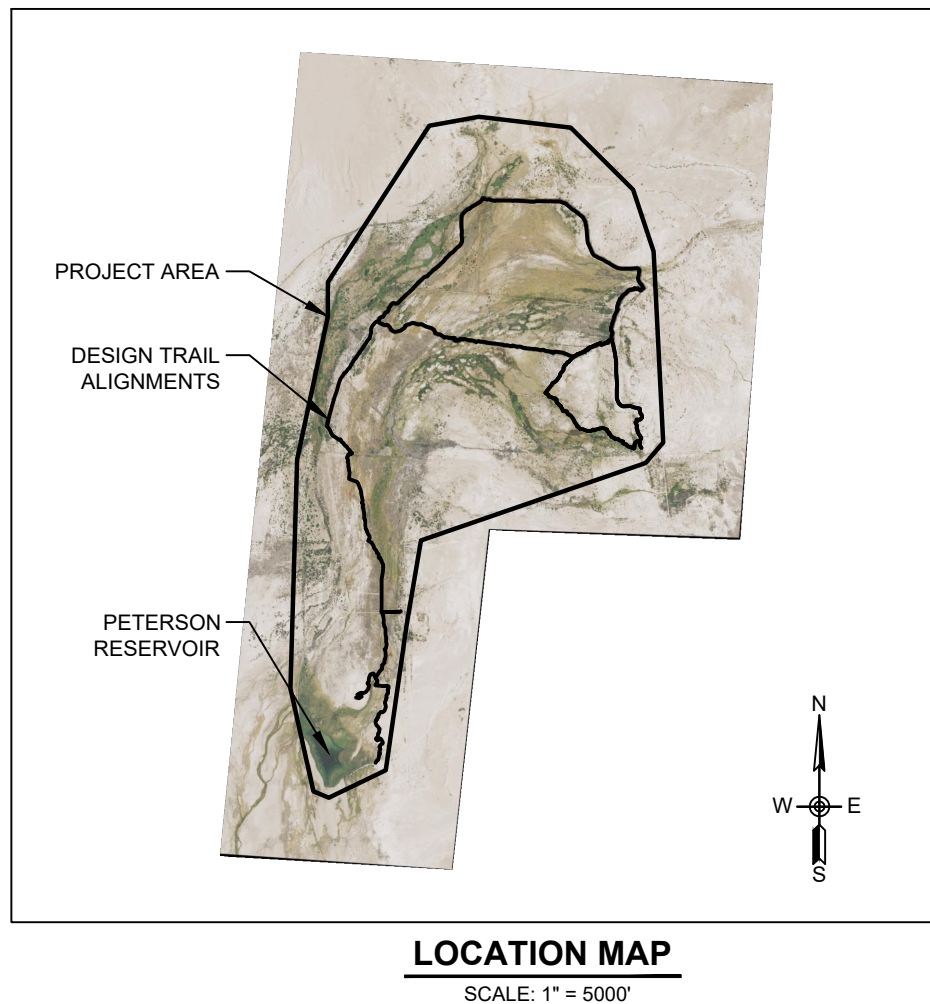 PROJECT AREA
DESIGN TRAIL
ALIGNMENTS
PETERSON
RESERVOIR
N
W E
S
LOCATION MAP
SCALE: 1" = 5000'